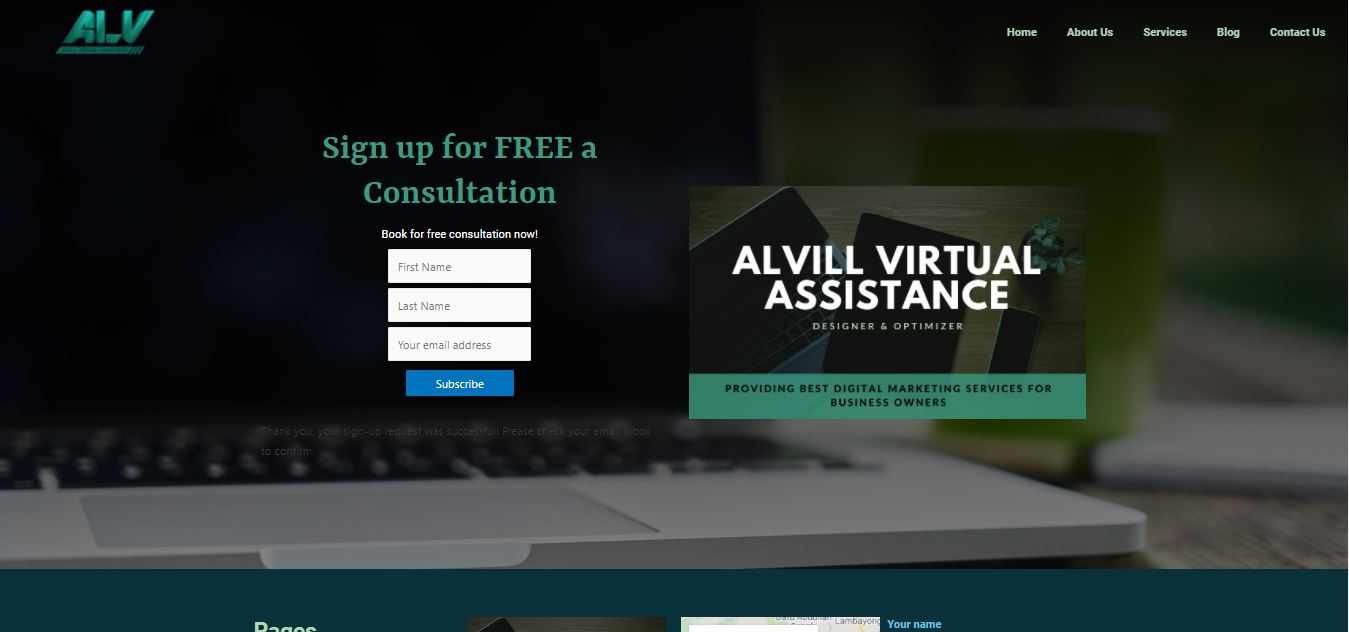 ALV
Home
About Us
Services
Blog
Contact Us
Sign up for FREE a
Consultation
Book for free consultation now!
First Name
Last Name
Your email address
Subscribe
Thank you, your sign-up request was successful! Please check your email inbox
to confirm.
ALVILL VIRTUAL
ASSISTANCE
DESIGNER & OPTIMIZER
PROVIDING BEST DIGITAL MARKETING SERVICES FOR
BUSINESS OWNERS
Pages
Lambayong
Your name